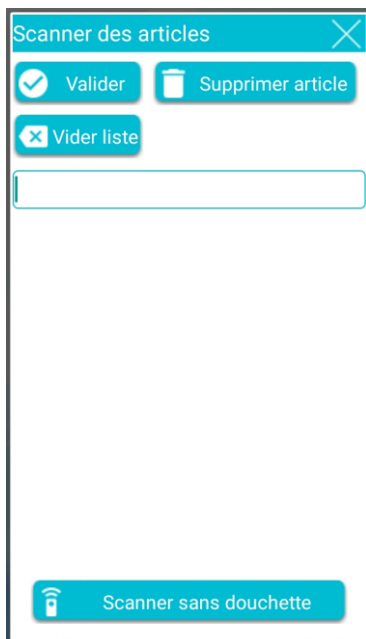 Scanner des articles
Valider
Supprimer article
Vider liste
Scanner sans douchette